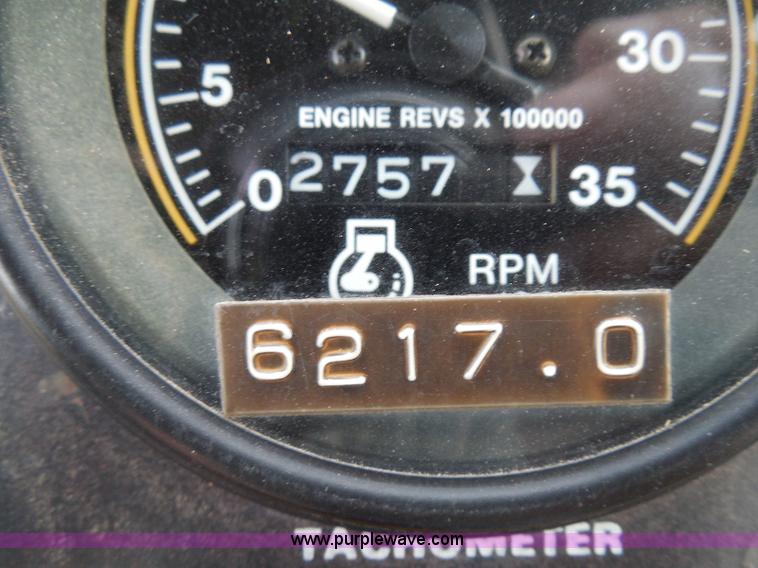 5 30
ENGINE REVS X 100000
0 2757 35
RPM
6217.0
TACHOMETER
www.purplewave.com